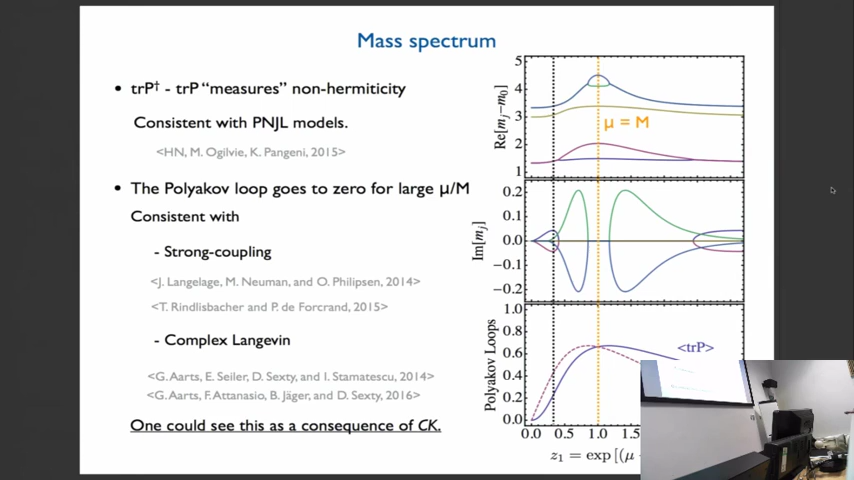 Mass spectrum
• trP† - trP “measures” non-hermiticity
Consistent with PNJL models.
<HN, M. Ogilvie, K. Pangeni, 2015>
• The Polyakov loop goes to zero for large μ/M
Consistent with
- Strong-coupling
<J. Langelage, M. Neuman, and O. Philipsen, 2014>
<T. Rindlisbacher and P. de Forcrand, 2015>
- Complex Langevin
<G. Aarts, E. Seiler, D. Sexty, and I. Stamatescu, 2014>
<G. Aarts, F. Attanasio, B. Jäger, and D. Sexty, 2016>
One could see this as a consequence of CK.
Re[mj−m0]
5
4
3
2
1
μ = M
Im[mj]
0.2
0.1
0.0
−0.1
−0.2
Polyakov Loops
1.0
0.8
0.6
0.4
0.2
0.0
<trP>
0.0 0.5 1.0 1.5
z1 = exp [(μ